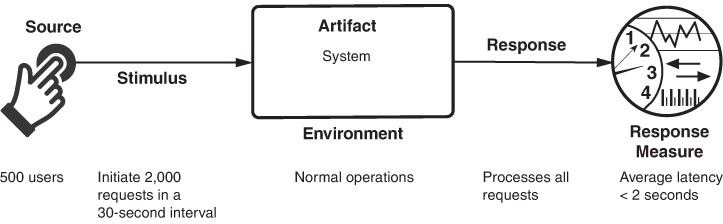 Source
Stimulus
Artifact
System
Environment
Response
1
2
3
4
Response
Measure
500 users
Initiate 2,000
requests in a
30-second interval
Normal operations
Processes all
requests
Average latency
< 2 seconds